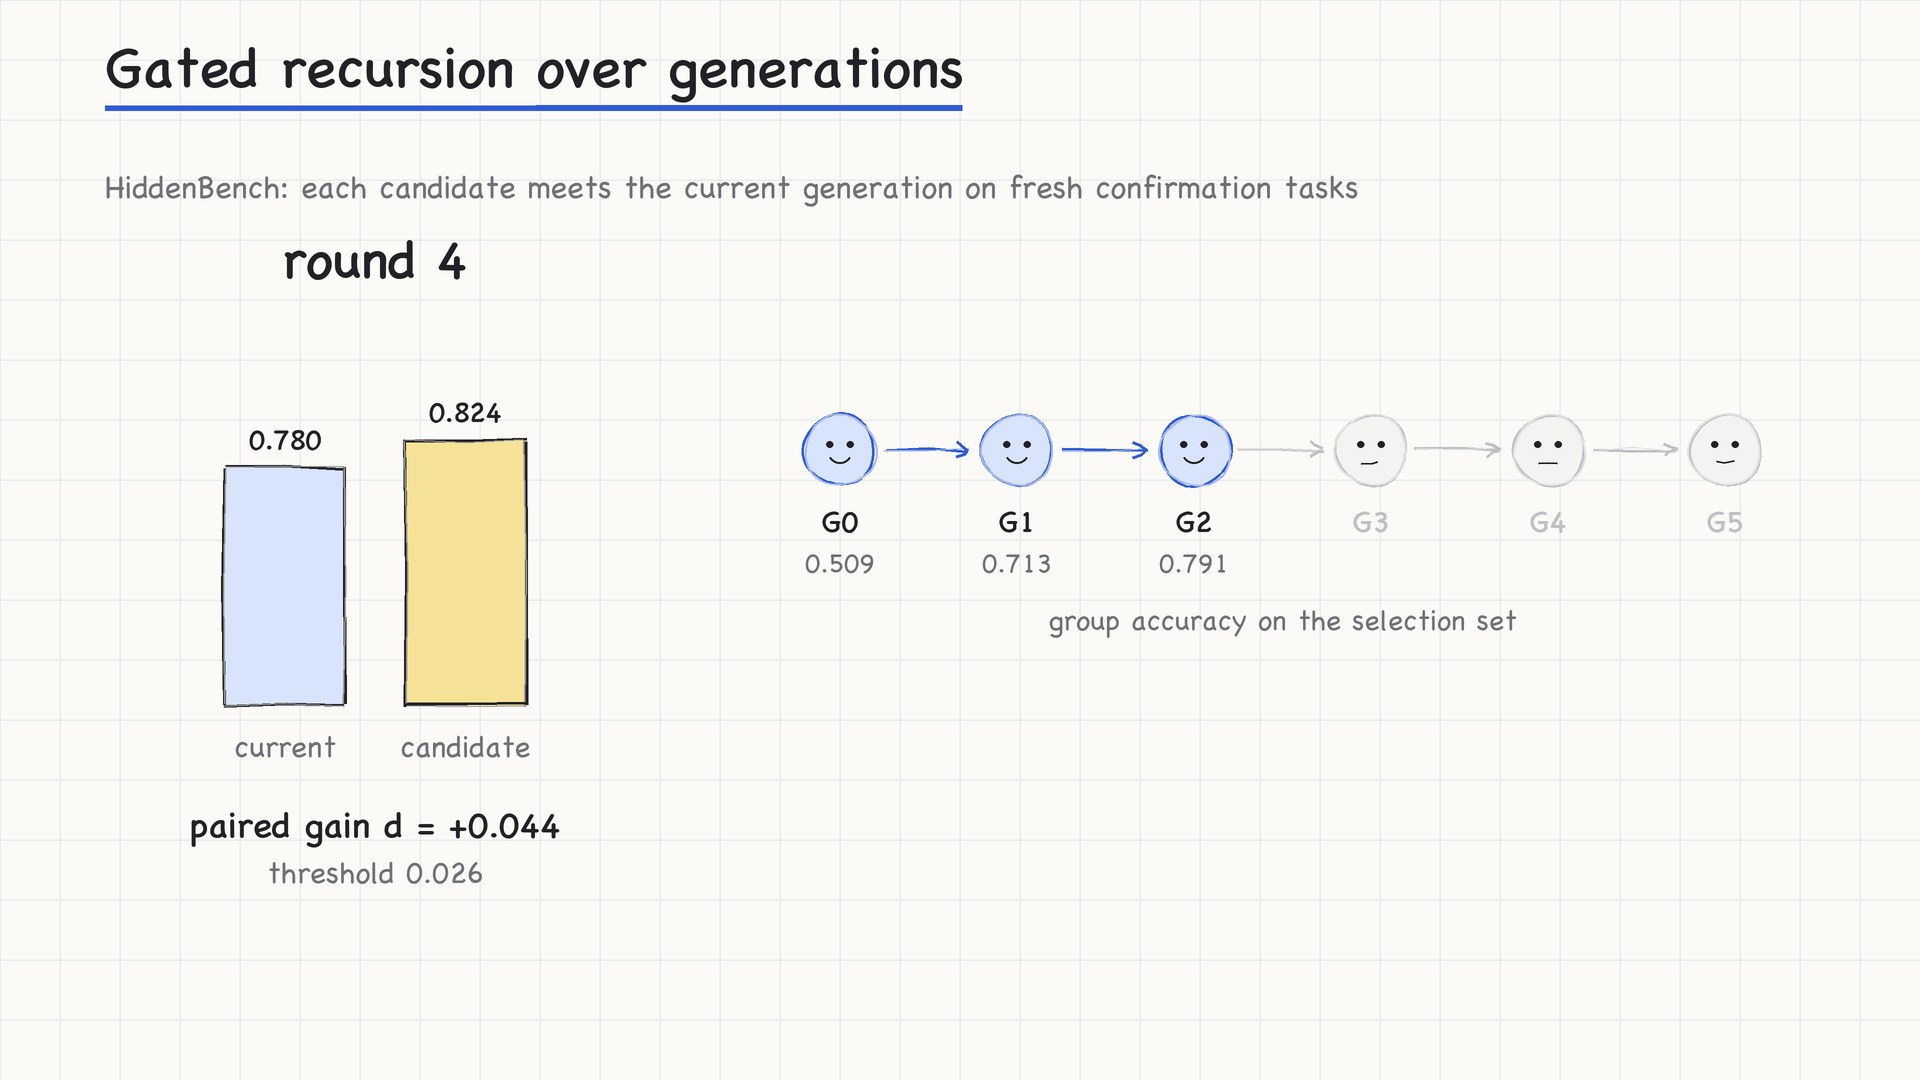 Gated recursion over generations
HiddenBench: each candidate meets the current generation on fresh confirmation tasks
round 4
0.780
0.824
current
candidate
paired gain d = +0.044
threshold 0.026
G0
G1
G2
G3
G4
G5
0.509
0.713
0.791
group accuracy on the selection set